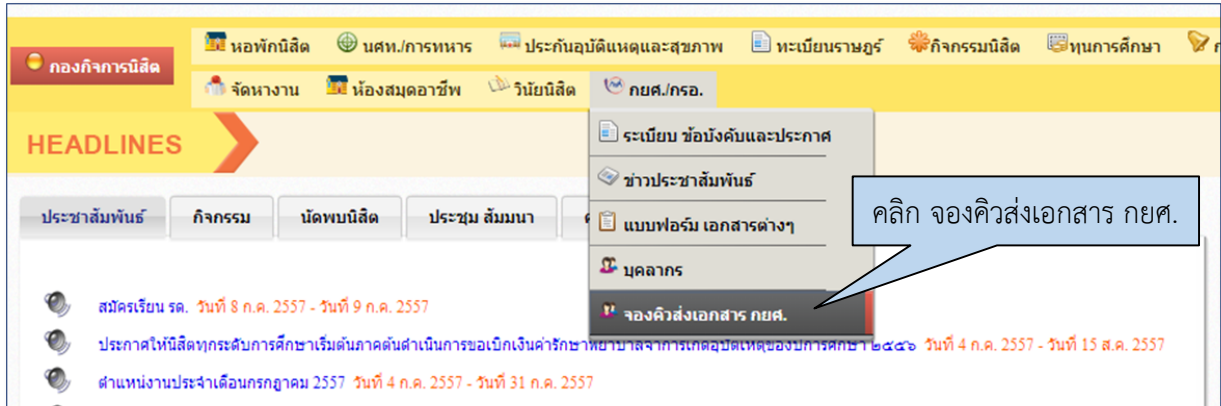 หอพักนิสิต นศท./การทหาร ประกันอุบัติเหตุและสุขภาพ ทะเบียนราษฎร์ กิจกรรมนิสิต ทุนการศึกษา
กองกิจการนิสิต
จัดหางาน ห้องสมุดอาชีพ วินัยนิสิต กยศ./กรอ.
HEADLINES
ระเบียบ ข้อบังคับและประกาศ
ข่าวประชาสัมพันธ์
แบบฟอร์ม เอกสารต่างๆ
บุคลากร
จองคิวส่งเอกสาร กยศ.
คลิก จองคิวส่งเอกสาร กยศ.
ประชาสัมพันธ์ กิจกรรม นัดพบนิสิต ประชุม สัมมนา
สมัครเรียน รด. วันที่ 8 ก.ค. 2557 - วันที่ 9 ก.ค. 2557
ประกาศให้นิสิตทุกระดับการศึกษาเริ่มต้นภาคต้นดำเนินการขอเบิกเงินค่ารักษาพยาบาลจากการเกิดอุบัติเหตุของปีการศึกษา ๒๕๕๖ วันที่ 4 ก.ค. 2557 - วันที่ 15 ส.ค. 2557
ตำแหน่งงานประจำเดือนกรกฎาคม 2557 วันที่ 4 ก.ค. 2557 - วันที่ 31 ก.ค. 2557